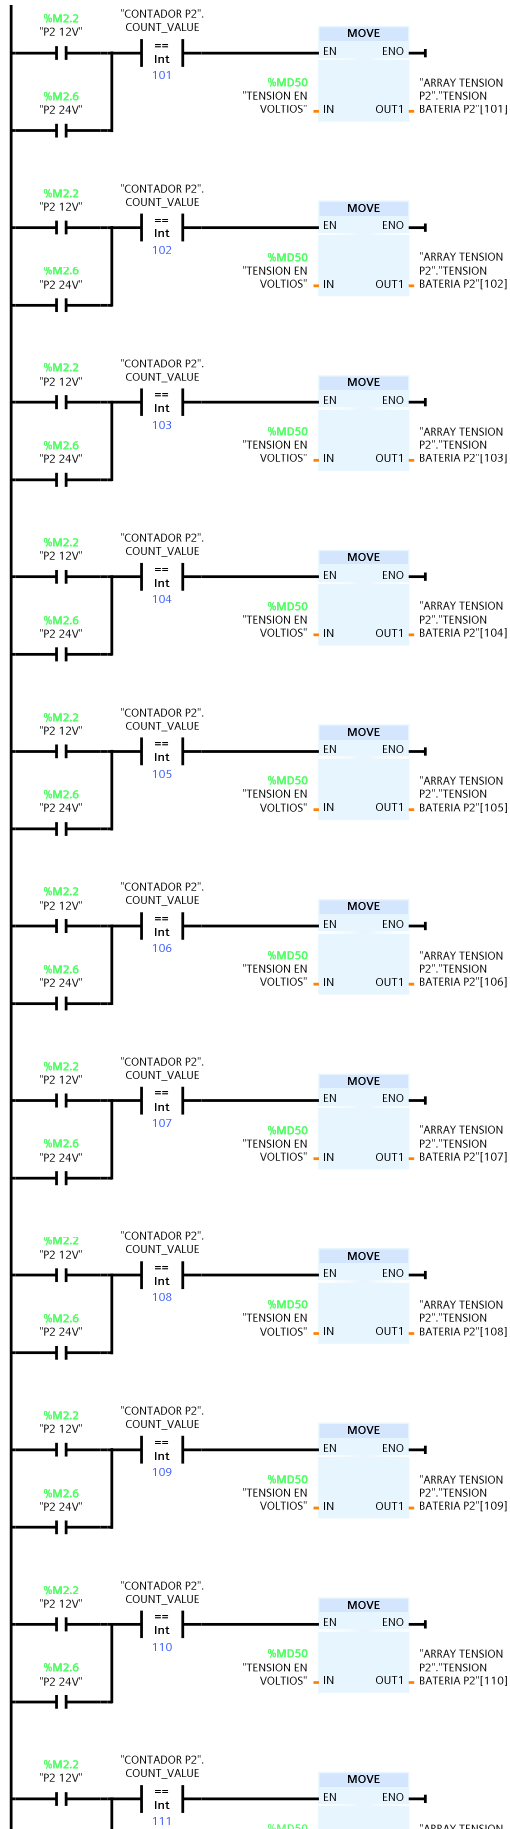 %M2.2
"P2 12V"
"CONTADOR P2".
COUNT_VALUE
==
Int
101
MOVE
EN ENO
%M2.6
"P2 24V"
%MD50
"TENSION EN
VOLTIOS"
IN OUT1
"ARRAY TENSION
P2"."TENSION
BATERIA P2"[101]
%M2.2
"P2 12V"
"CONTADOR P2".
COUNT_VALUE
==
Int
102
MOVE
EN ENO
%M2.6
"P2 24V"
%MD50
"TENSION EN
VOLTIOS"
IN OUT1
"ARRAY TENSION
P2"."TENSION
BATERIA P2"[102]
%M2.2
"P2 12V"
"CONTADOR P2".
COUNT_VALUE
==
Int
103
MOVE
EN ENO
%M2.6
"P2 24V"
%MD50
"TENSION EN
VOLTIOS"
IN OUT1
"ARRAY TENSION
P2"."TENSION
BATERIA P2"[103]
%M2.2
"P2 12V"
"CONTADOR P2".
COUNT_VALUE
==
Int
104
MOVE
EN ENO
%M2.6
"P2 24V"
%MD50
"TENSION EN
VOLTIOS"
IN OUT1
"ARRAY TENSION
P2"."TENSION
BATERIA P2"[104]
%M2.2
"P2 12V"
"CONTADOR P2".
COUNT_VALUE
==
Int
105
MOVE
EN ENO
%M2.6
"P2 24V"
%MD50
"TENSION EN
VOLTIOS"
IN OUT1
"ARRAY TENSION
P2"."TENSION
BATERIA P2"[105]
%M2.2
"P2 12V"
"CONTADOR P2".
COUNT_VALUE
==
Int
106
MOVE
EN ENO
%M2.6
"P2 24V"
%MD50
"TENSION EN
VOLTIOS"
IN OUT1
"ARRAY TENSION
P2"."TENSION
BATERIA P2"[106]
%M2.2
"P2 12V"
"CONTADOR P2".
COUNT_VALUE
==
Int
107
MOVE
EN ENO
%M2.6
"P2 24V"
%MD50
"TENSION EN
VOLTIOS"
IN OUT1
"ARRAY TENSION
P2"."TENSION
BATERIA P2"[107]
%M2.2
"P2 12V"
"CONTADOR P2".
COUNT_VALUE
==
Int
108
MOVE
EN ENO
%M2.6
"P2 24V"
%MD50
"TENSION EN
VOLTIOS"
IN OUT1
"ARRAY TENSION
P2"."TENSION
BATERIA P2"[108]
%M2.2
"P2 12V"
"CONTADOR P2".
COUNT_VALUE
==
Int
109
MOVE
EN ENO
%M2.6
"P2 24V"
%MD50
"TENSION EN
VOLTIOS"
IN OUT1
"ARRAY TENSION
P2"."TENSION
BATERIA P2"[109]
%M2.2
"P2 12V"
"CONTADOR P2".
COUNT_VALUE
==
Int
110
MOVE
EN ENO
%M2.6
"P2 24V"
%MD50
"TENSION EN
VOLTIOS"
IN OUT1
"ARRAY TENSION
P2"."TENSION
BATERIA P2"[110]
%M2.2
"P2 12V"
"CONTADOR P2".
COUNT_VALUE
==
Int
111
MOVE
EN ENO
%MD50
"ARRAY TENSION